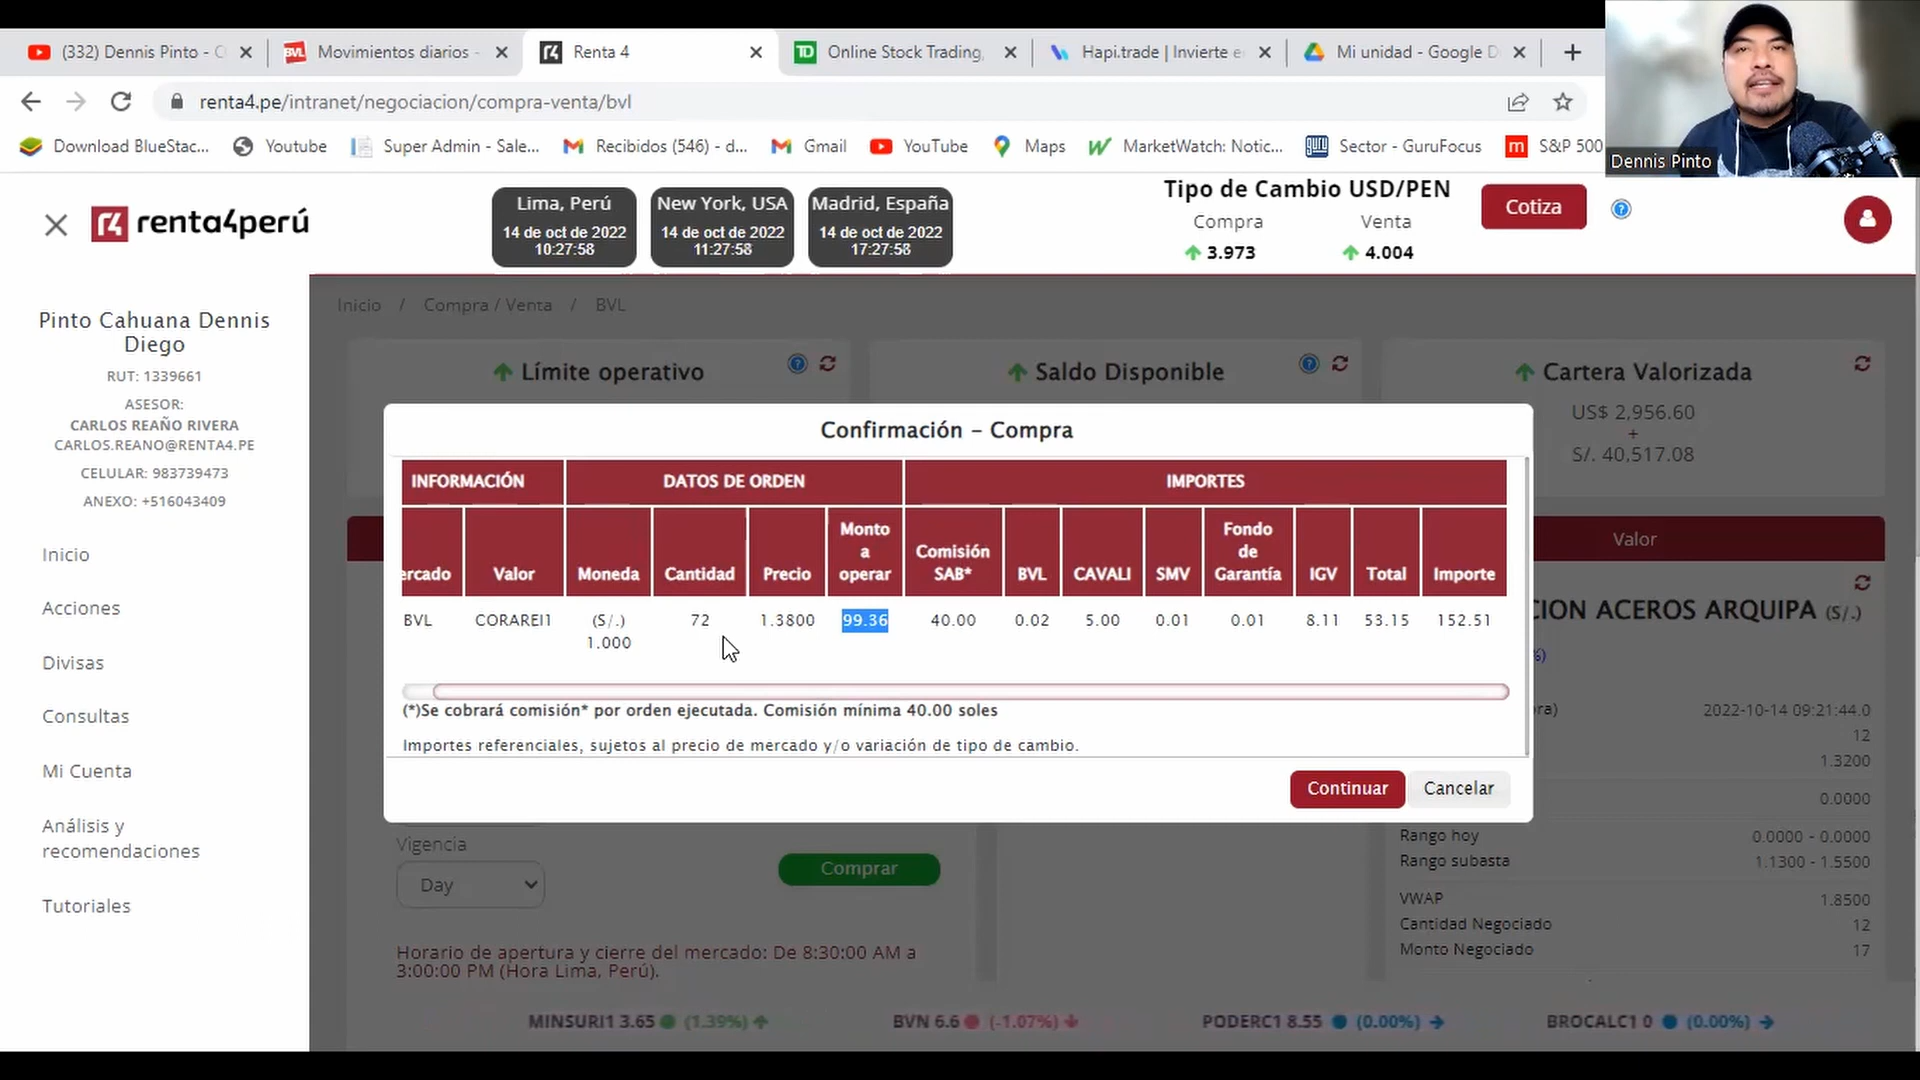 (332) Dennis Pinto - C
Movimientos diarios -
Renta 4
Online Stock Trading,
Hapi.trade | Invierte e
Mi unidad - Google D
renta4.pe/intranet/negociacion/compra-venta/bvl
Download BlueStac...
Youtube
Super Admin - Sale...
Recibidos (546) - d...
Gmail
YouTube
Maps
MarketWatch: Notic...
Sector - GuruFocus
S&P 500
Dennis Pinto
renta4perú
Lima, Perú
14 de oct de 2022
10:27:58
New York, USA
14 de oct de 2022
11:27:58
Madrid, España
14 de oct de 2022
17:27:58
Tipo de Cambio USD/PEN
Compra Venta
3.973 4.004
Cotiza
Pinto Cahuana Dennis
Diego
RUT: 1339661
ASESOR:
CARLOS REAÑO RIVERA
CARLOS.REANO@RENTA4.PE
CELULAR: 983739473
ANEXO: +516043409
Inicio
Acciones
Divisas
Consultas
Mi Cuenta
Análisis y
recomendaciones
Tutoriales
Inicio / Compra / Venta / BVL
Límite operativo
Saldo Disponible
Cartera Valorizada
US$ 2,956.60
+
S/. 40,517.08
Confirmación - Compra
INFORMACIÓN DATOS DE ORDEN IMPORTES
ercado Valor Moneda Cantidad Precio Monto a operar Comisión SAB* BVL CAVALI SMV Fondo de Garantía IGV Total Importe
BVL CORAREI1 (S/.) 1.000 72 1.3800 99.36 40.00 0.02 5.00 0.01 0.01 8.11 53.15 152.51
(*)Se cobrará comisión* por orden ejecutada. Comisión mínima 40.00 soles
Importes referenciales, sujetos al precio de mercado y/o variación de tipo de cambio.
Continuar Cancelar
Valor
CION ACEROS ARQUIPA (S/.)
%)
ra) 2022-10-14 09:21:44.0
12
1.3200
0.0000
Rango hoy 0.0000 - 0.0000
Rango subasta 1.1300 - 1.5500
VWAP 1.8500
Cantidad Negociado 12
Monto Negociado 17
Vigencia
Day
Comprar
Horario de apertura y cierre del mercado: De 8:30:00 AM a
3:00:00 PM (Hora Lima, Perú).
MINSURI1 3.65 (1.39%)
BVN 6.6 (-1.07%)
PODERC1 8.55 (0.00%)
BROCALC1 0 (0.00%)